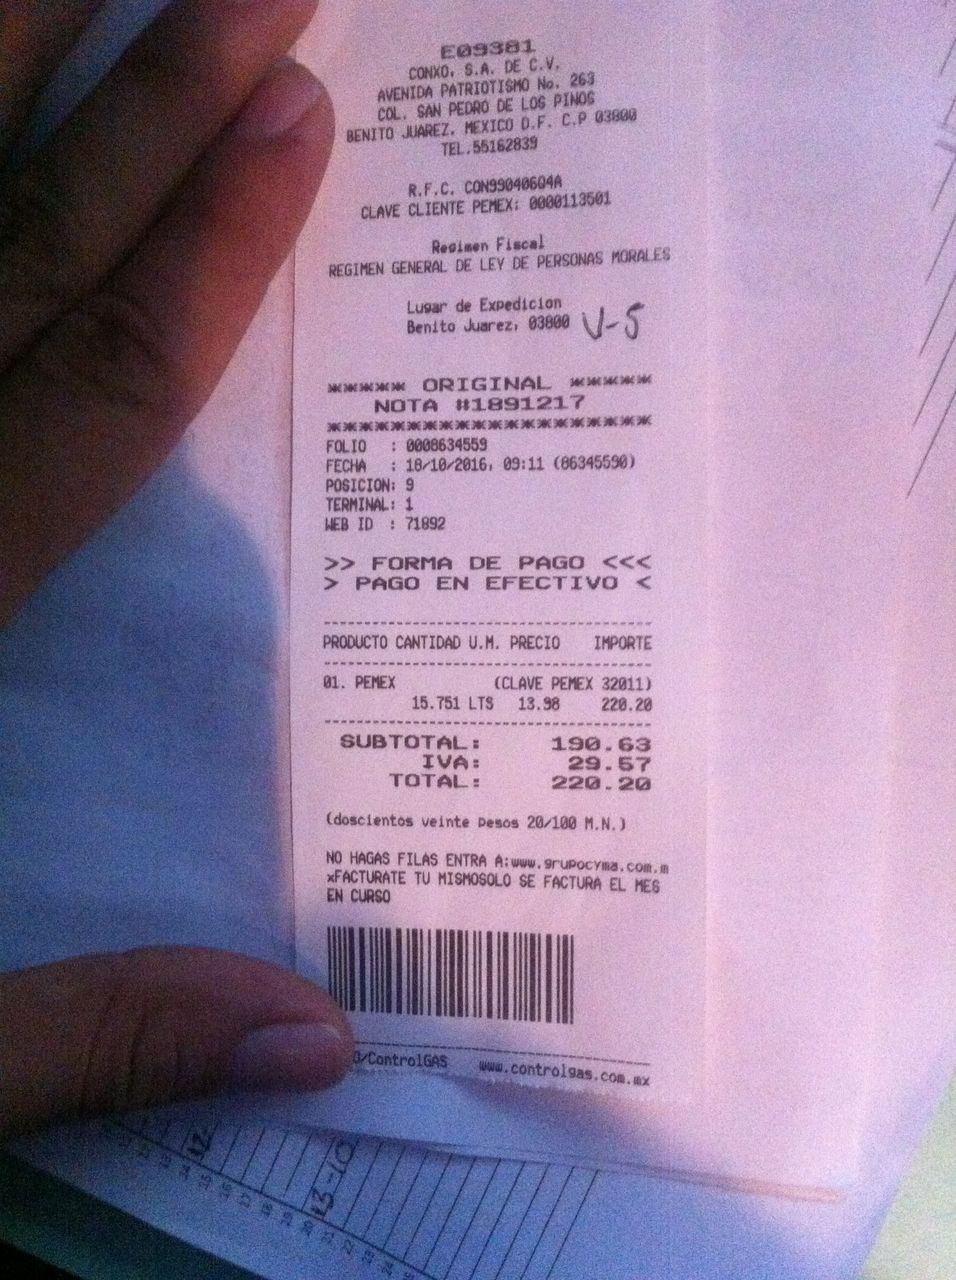 E09381
CONXO, S.A. DE C.V.
AVENIDA PATRIOTISMO No. 263
COL. SAN PEDRO DE LOS PINOS
BENITO JUAREZ, MEXICO D.F. C.P 03800
TEL.55162839
R.F.C. CON990406Q4A
CLAVE CLIENTE PEMEX: 0000113501
Regimen Fiscal
REGIMEN GENERAL DE LEY DE PERSONAS MORALES
Lugar de Expedicion
Benito Juarez, 03800 V-5
***** ORIGINAL *****
NOTA #1891217
********************
FOLIO : 0008634559
FECHA : 18/10/2016, 09:11 (86345590)
POSICION: 9
TERMINAL: 1
WEB ID : 71892
>> FORMA DE PAGO <<<
> PAGO EN EFECTIVO <
PRODUCTO CANTIDAD U.M. PRECIO IMPORTE
01. PEMEX (CLAVE PEMEX 32011)
15.751 LTS 13.98 220.20
SUBTOTAL: 190.63
IVA: 29.57
TOTAL: 220.20
(doscientos veinte pesos 20/100 M.N.)
NO HAGAS FILAS ENTRA A:www.grupocyma.com.m
xFACTURATE TU MISMOSOLO SE FACTURA EL MES
EN CURSO
/ControlGAS www.controlgas.com.mx